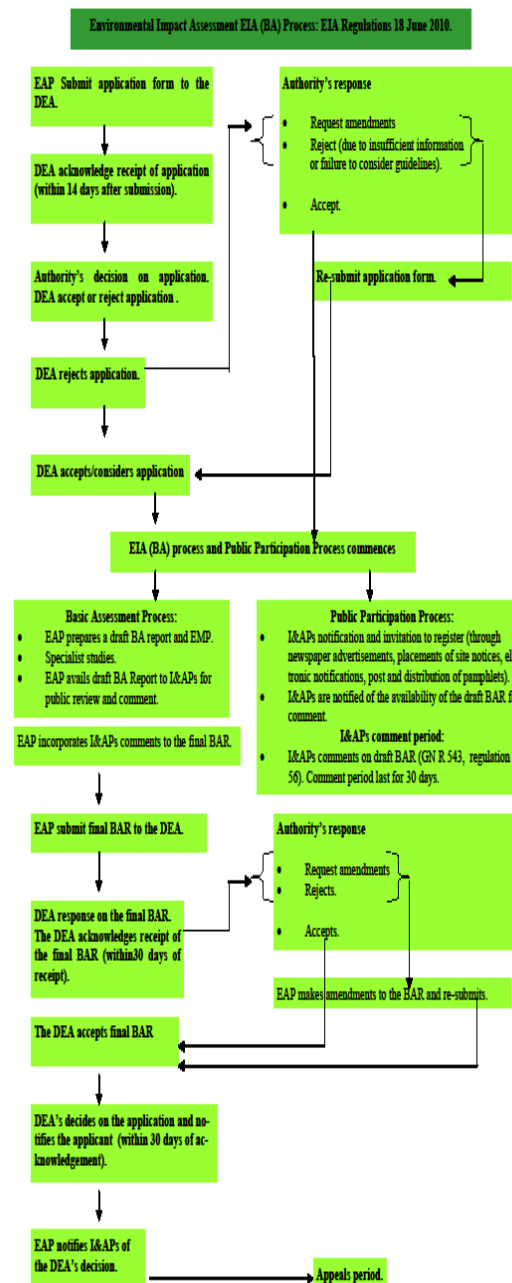 Environmental Impact Assessment EIA (BA) Process: EIA Regulations 18 June 2010.
EAP Submit application form to the
DEA.
DEA acknowledge receipt of application
(within 14 days after submission).
Authority's decision on application.
DEA accept or reject application .
DEA rejects application.
DEA accepts/considers application
Authority's response
• Request amendments
• Reject (due to insufficient information
or failure to consider guidelines).
• Accept.
Re-submit application form.
EIA (BA) process and Public Participation Process commences
Basic Assessment Process:
• EAP prepares a draft BA report and EMP.
• Specialist studies.
• EAP avails draft BA Report to I&APs for
public review and comment.
EAP incorporates I&APs comments to the final BAR.
Public Participation Process:
• I&APs notification and invitation to register (through
newspaper advertisements, placements of site notices, el
tronic notifications, post and distribution of pamphlets).
• I&APs are notified of the availability of the draft BAR f
comment.
I&APs comment period:
• I&APs comments on draft BAR (GN R 543, regulation
56). Comment period last for 30 days.
EAP submit final BAR to the DEA.
DEA response on the final BAR.
The DEA acknowledges receipt of
the final BAR (within30 days of
receipt).
Authority's response
• Request amendments
• Rejects.
• Accepts.
EAP makes amendments to the BAR and re-submits.
The DEA accepts final BAR
DEA's decides on the application and no-
tifies the applicant (within 30 days of ac-
knowledgement).
EAP notifies I&APs of
the DEA's decision.
Appeals period.